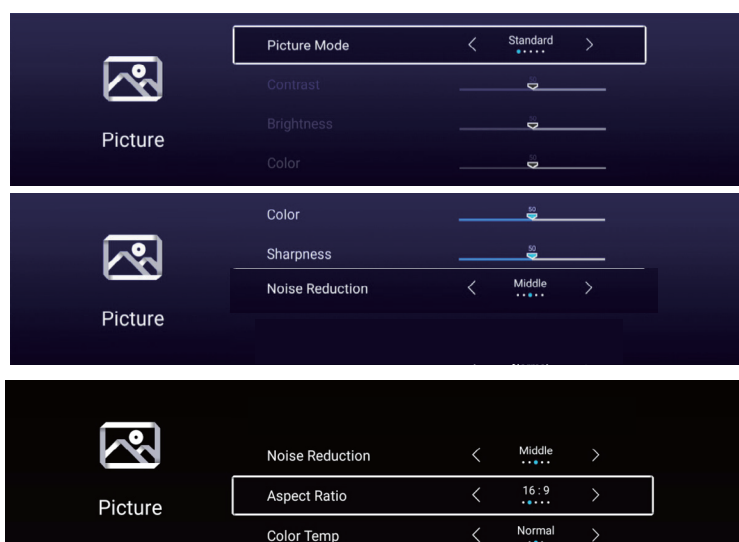 Picture Mode Standard
Contrast
Brightness
Color
Picture
Color 50
Sharpness 50
Noise Reduction Middle
Picture
Noise Reduction Middle
Aspect Ratio 16 : 9
Color Temp Normal
Picture